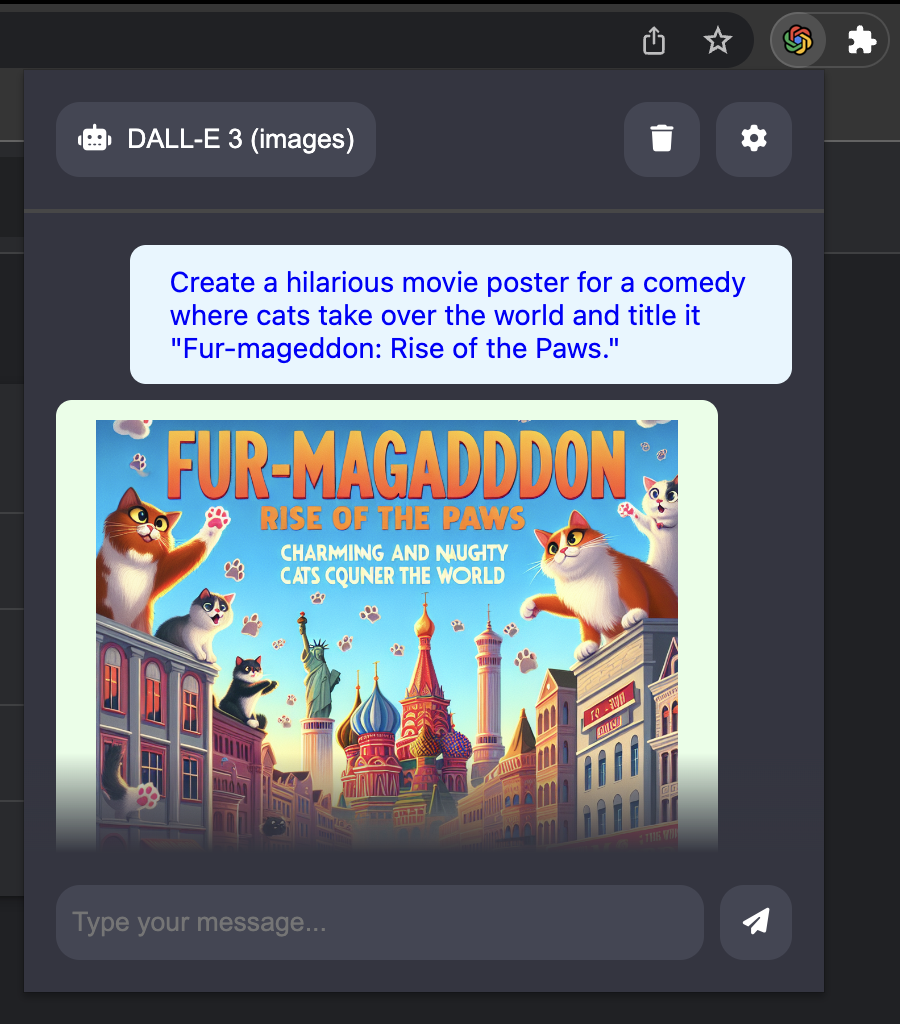 DALL-E 3 (images)
Create a hilarious movie poster for a comedy
where cats take over the world and title it
"Fur-mageddon: Rise of the Paws."
FUR-MAGADDDON
RISE OF THE PAWS
CHARMING AND NAUGHTY
CATS CQUNER THE WORLD
Type your message...